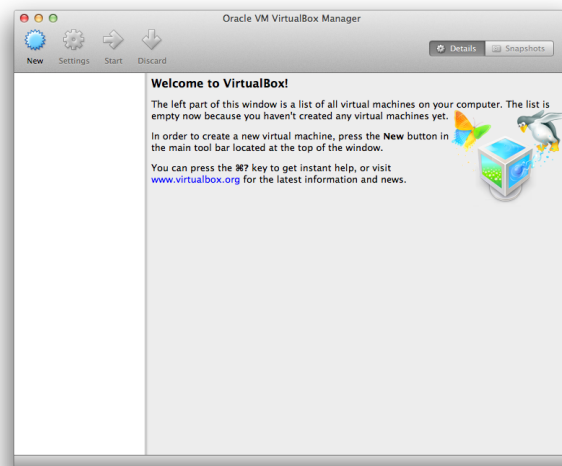 Oracle VM VirtualBox Manager
New Settings Start Discard
Details Snapshots
Welcome to VirtualBox!
The left part of this window is a list of all virtual machines on your computer. The list is
empty now because you haven't created any virtual machines yet.
In order to create a new virtual machine, press the New button in
the main tool bar located at the top of the window.
You can press the ⌘? key to get instant help, or visit
www.virtualbox.org for the latest information and news.